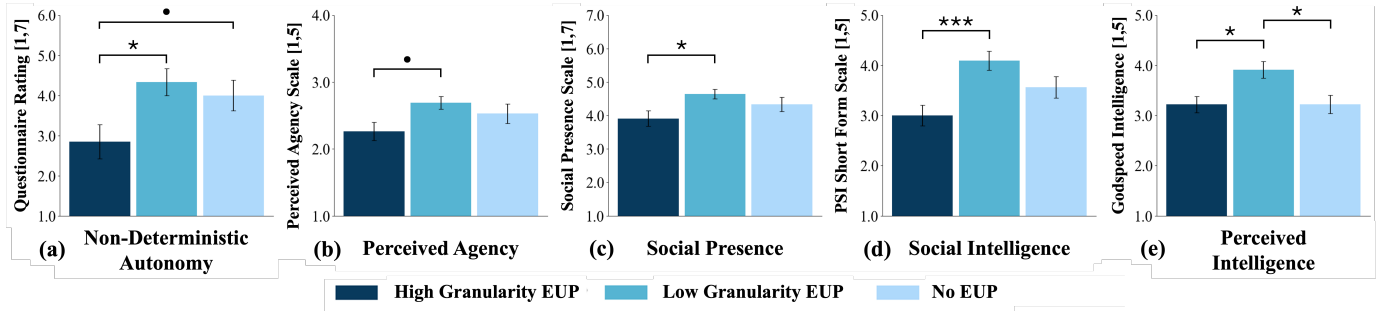 Questionnaire Rating [1,7]
6.0
5.0
4.0
3.0
2.0
1.0
•
*
(a)
Non-Deterministic
Autonomy
Perceived Agency Scale [1,5]
4.0
3.0
2.0
1.0
•
(b)
Perceived Agency
Social Presence Scale [1,7]
7.0
6.0
5.0
4.0
3.0
2.0
1.0
*
(c)
Social Presence
PSI Short Form Scale [1,5]
5.0
4.0
3.0
2.0
1.0
***
(d)
Social Intelligence
Godspeed Intelligence [1,5]
5.0
4.0
3.0
2.0
1.0
*
*
(e)
Perceived
Intelligence
High Granularity EUP
Low Granularity EUP
No EUP